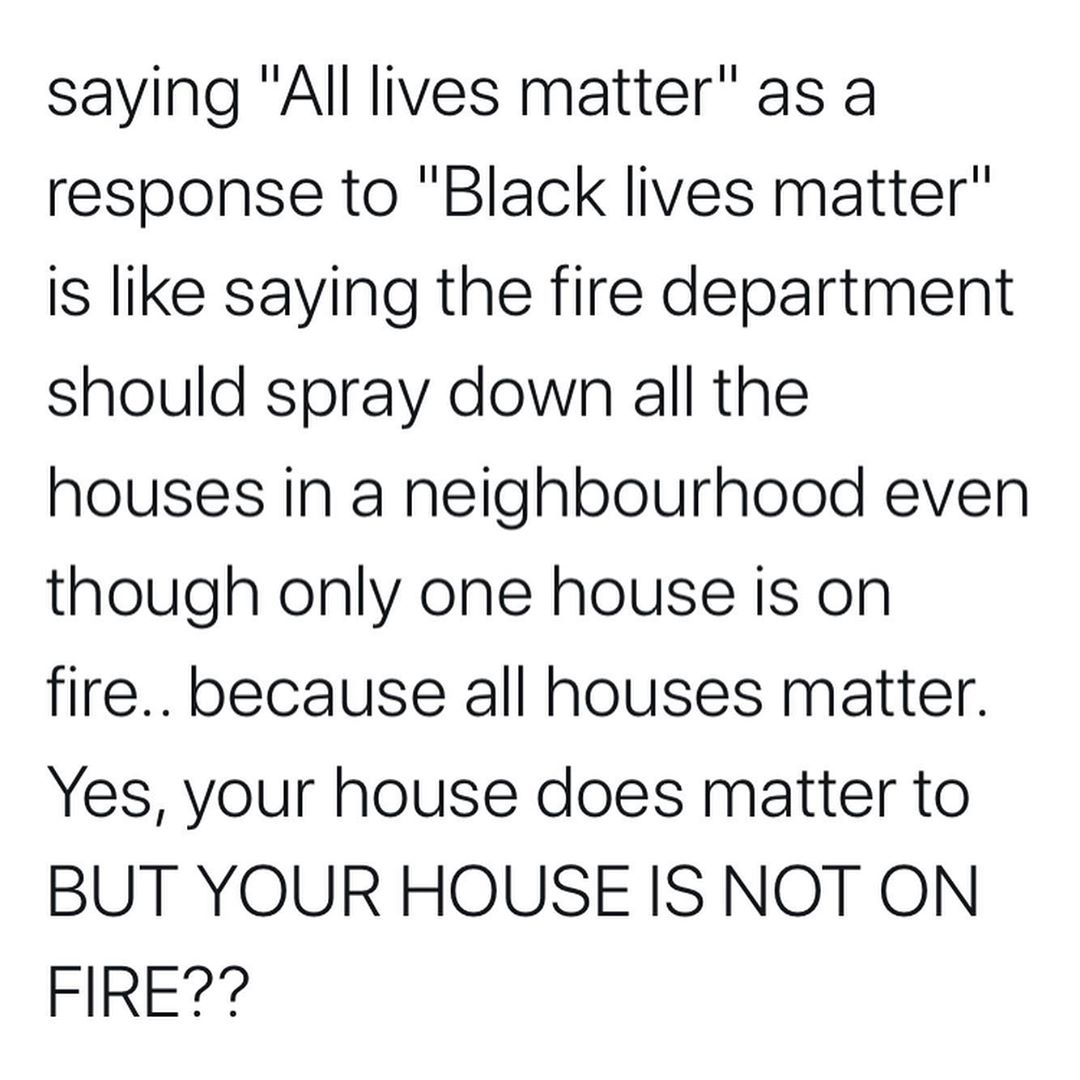 saying "All lives matter" as a
response to "Black lives matter"
is like saying the fire department
should spray down all the
houses in a neighbourhood even
though only one house is on
fire.. because all houses matter.
Yes, your house does matter to
BUT YOUR HOUSE IS NOT ON
FIRE??